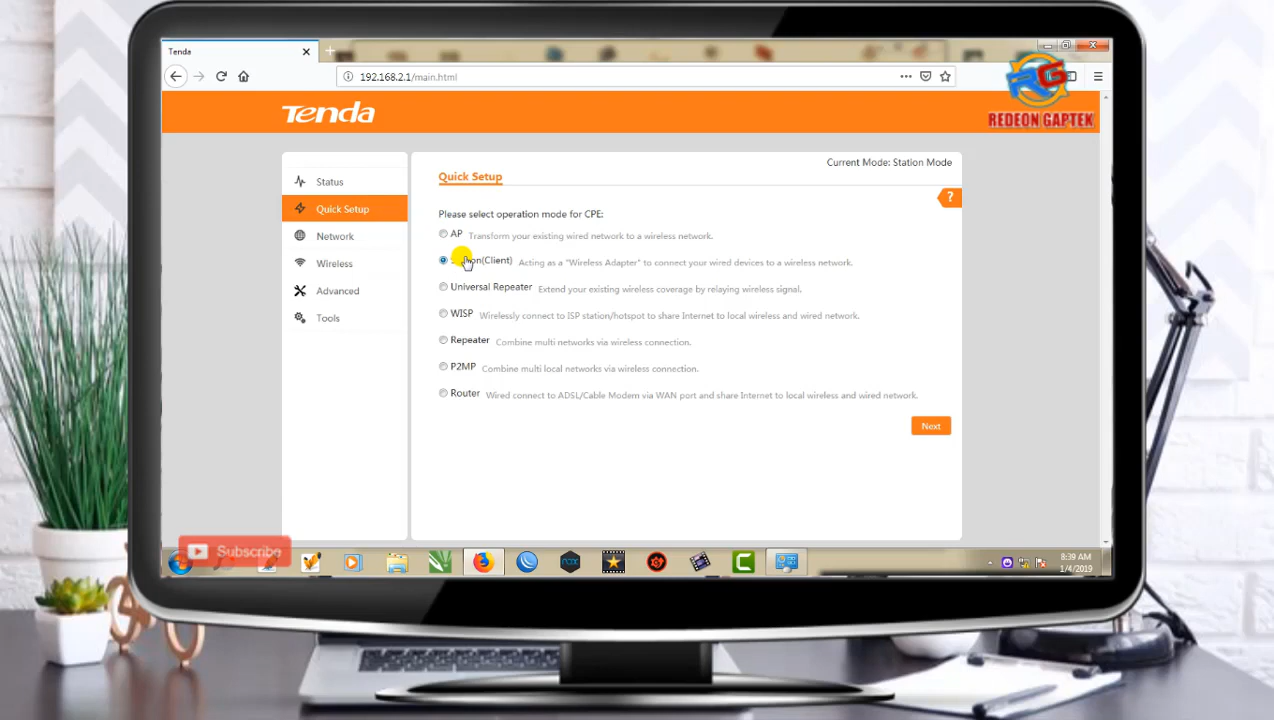 Tenda
192.168.2.1/main.html
RG
REDEON GAPTEK
Tenda
Current Mode: Station Mode
Status
Quick Setup
Network
Wireless
Advanced
Tools
Quick Setup
?
Please select operation mode for CPE:
AP Transform your existing wired network to a wireless network.
(Client) Acting as a "Wireless Adapter" to connect your wired devices to a wireless network.
Universal Repeater Extend your existing wireless coverage by relaying wireless signal.
WISP Wirelessly connect to ISP station/hotspot to share Internet to local wireless and wired network.
Repeater Combine multi networks via wireless connection.
P2MP Combine multi local networks via wireless connection.
Router Wired connect to ADSL/Cable Modem via WAN port and share Internet to local wireless and wired network.
Next
Subscribe
nox
8:39 AM
1/4/2019